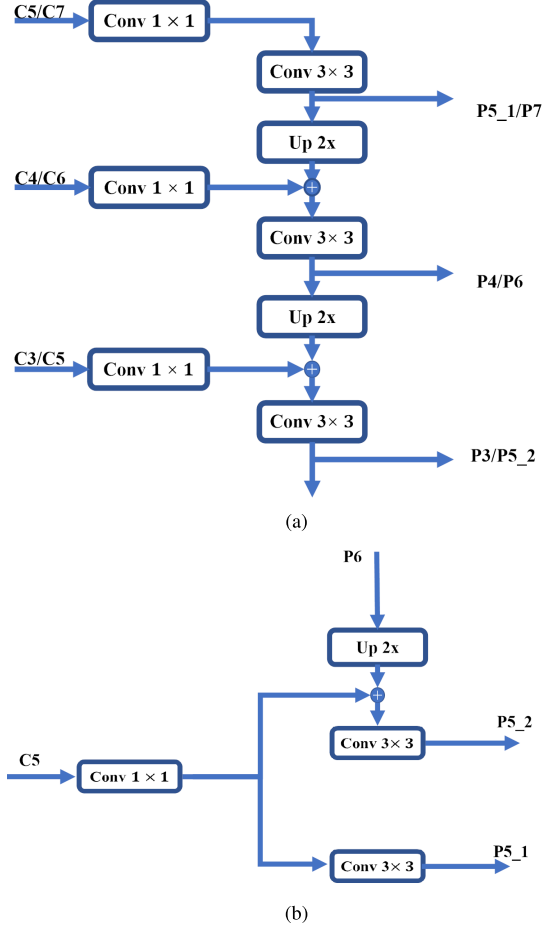 C5/C7
Conv 1 × 1
Conv 3× 3
P5_1/P7
Up 2x
C4/C6
Conv 1 × 1
+
Conv 3× 3
P4/P6
Up 2x
C3/C5
Conv 1 × 1
+
Conv 3× 3
P3/P5_2
(a)
P6
Up 2x
+
P5_2
Conv 3× 3
C5
Conv 1 × 1
P5_1
Conv 3× 3
(b)